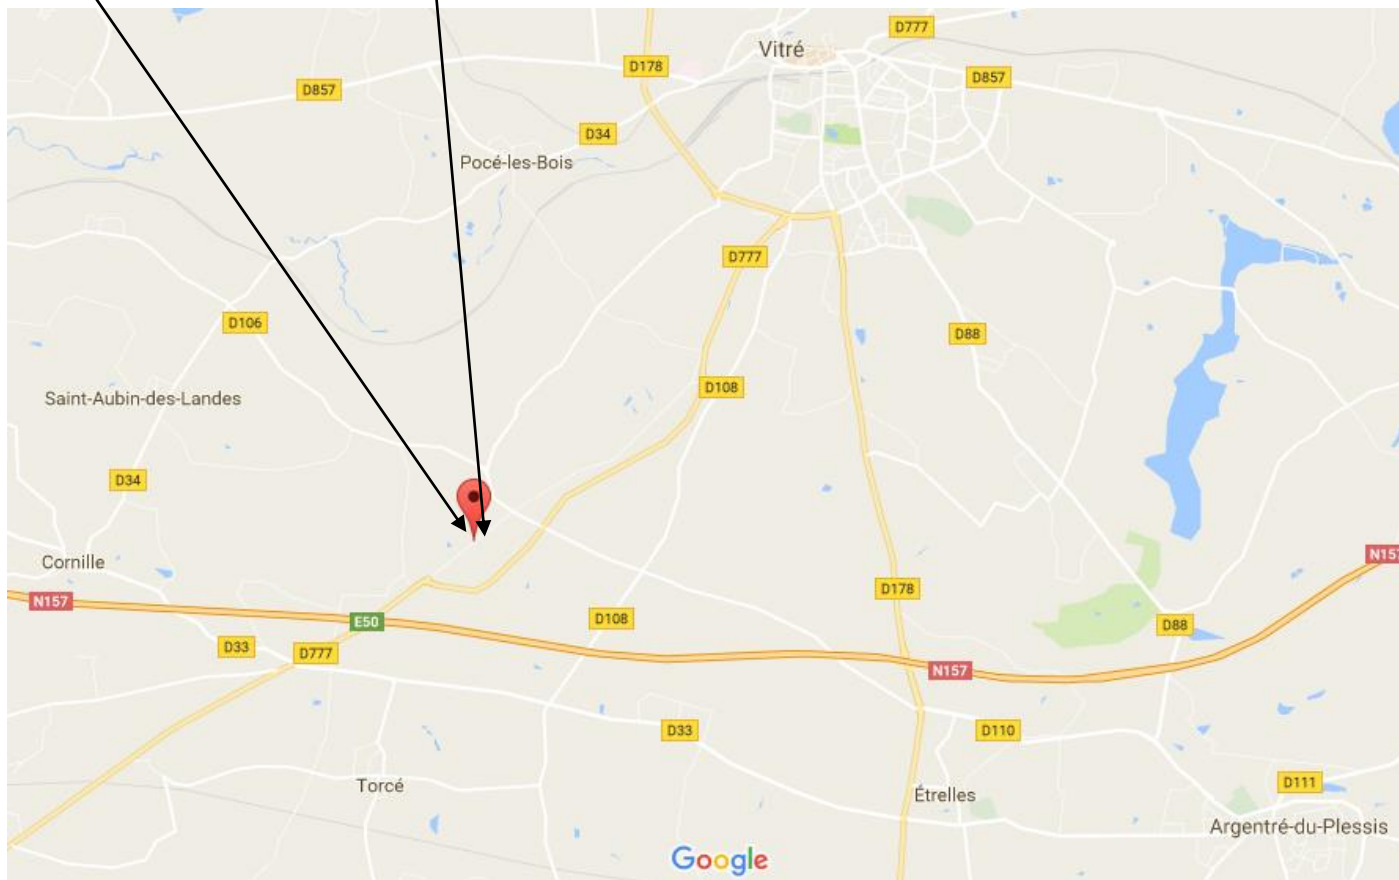 D777
Vitré
D178
D857
D857
D34
Pocé-les-Bois
D777
D106
D88
D108
Saint-Aubin-des-Landes
D34
Cornille
N157
N157
D178
E50
D108
D88
D33
D777
N157
D33
D110
Torcé
D111
Étrelles
Argentré-du-Plessis
Google